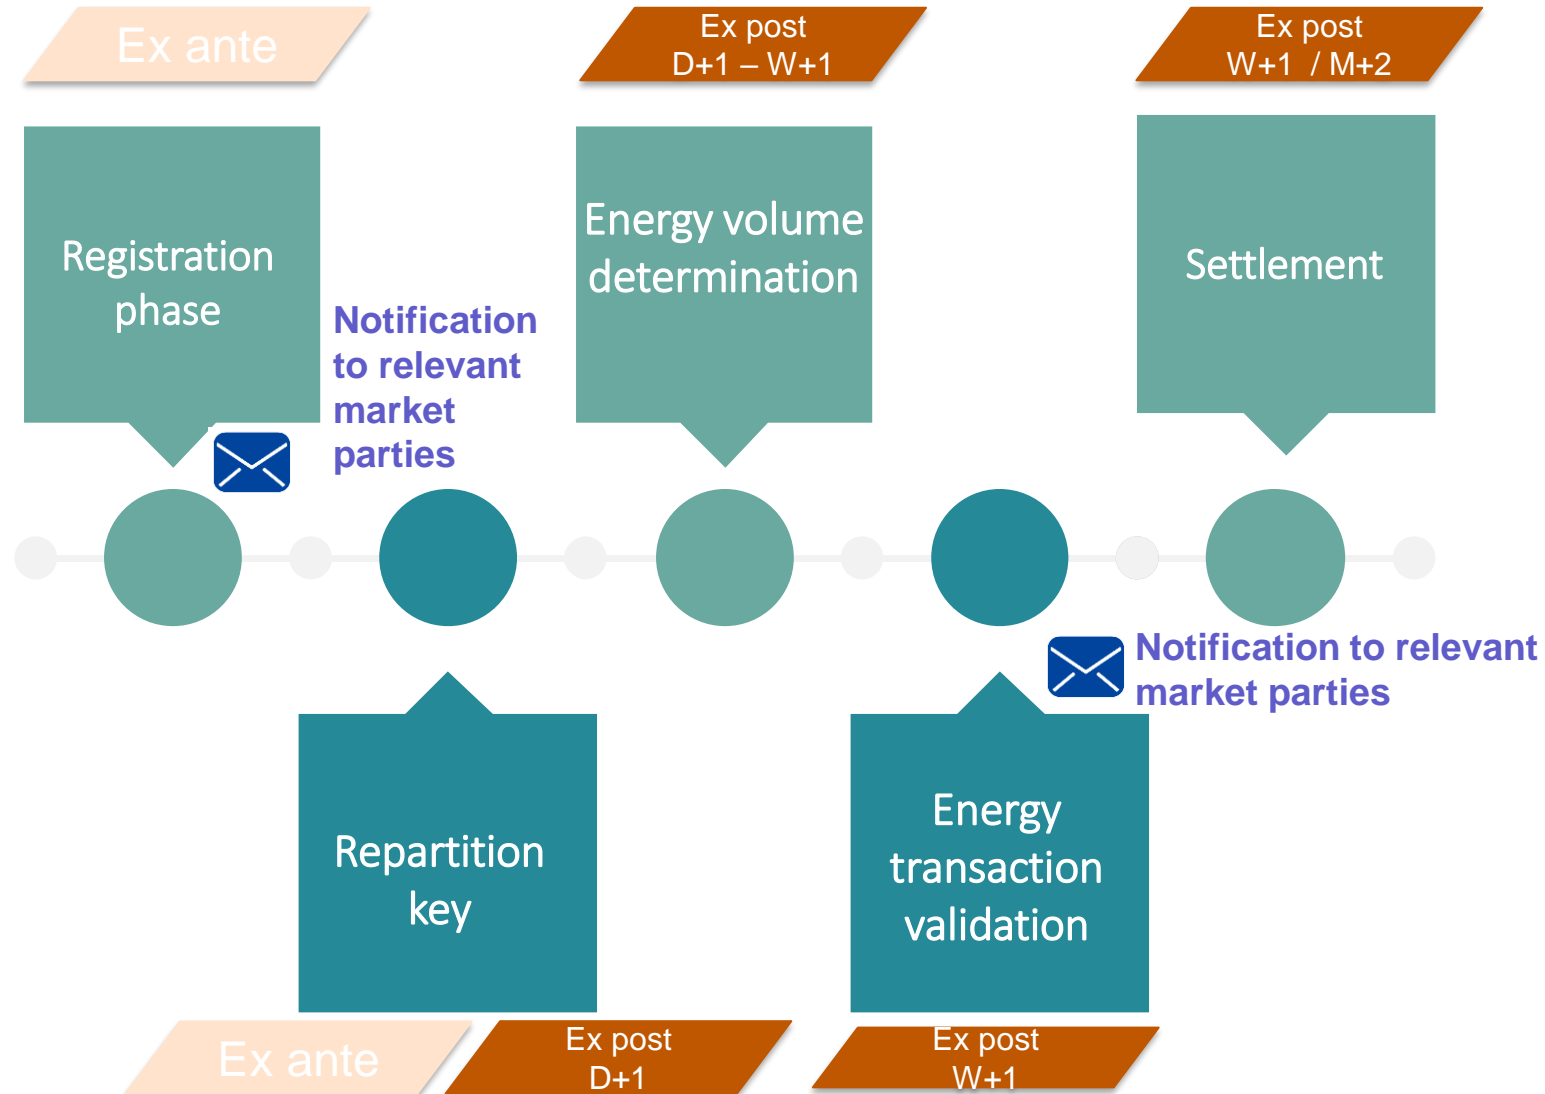 Ex ante
Ex post
D+1 – W+1
Ex post
W+1 / M+2
Registration
phase
Notification
to relevant
market
parties
Energy volume
determination
Settlement
Notification to relevant
market parties
Repartition
key
Energy
transaction
validation
Ex ante
Ex post
D+1
Ex post
W+1